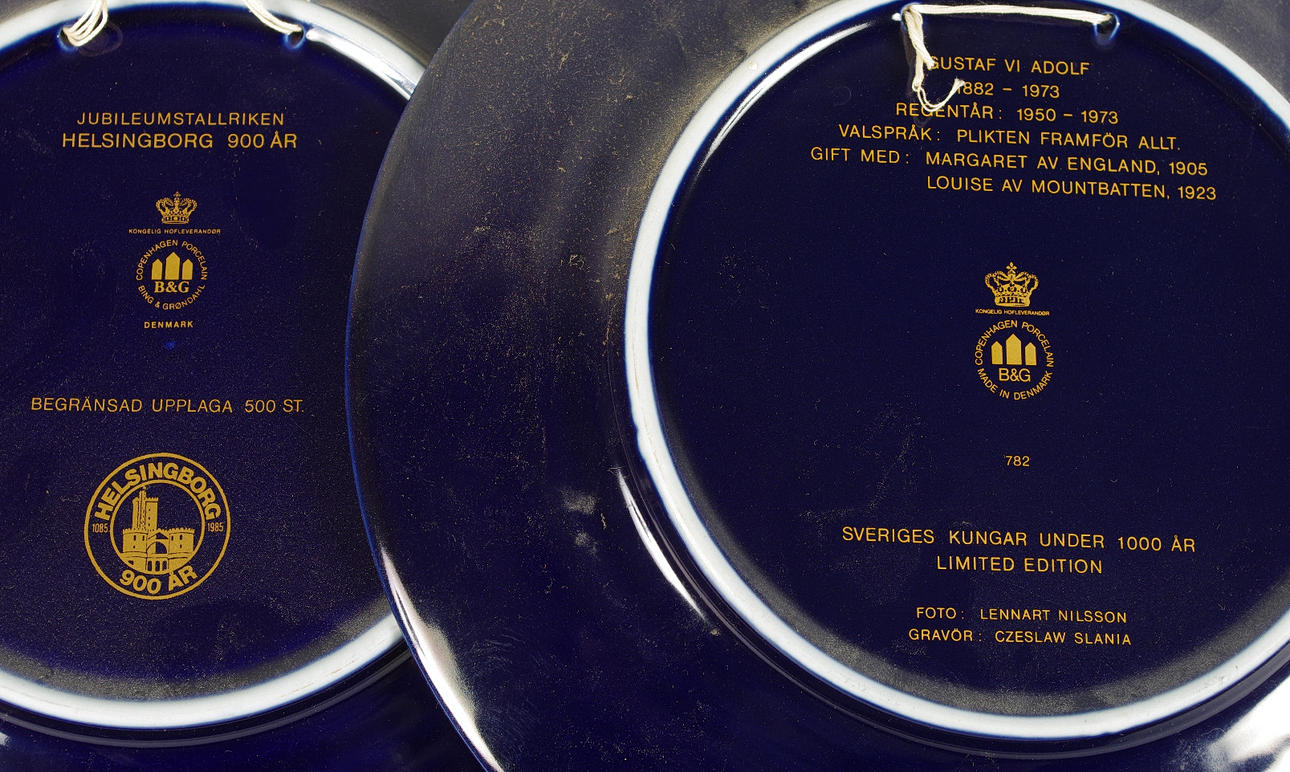 JUBILEUMSTALLRIKEN
HELSINGBORG 900 ÅR
KONGELIG HOFLEVERANDØR
COPENHAGEN PORCELAIN
B&G
BING & GRØNDAHL
DENMARK
BEGRÄNSAD UPPLAGA 500 ST.
HELSINGBORG
1085 1985
900 ÅR
GUSTAF VI ADOLF
1882 – 1973
REGENTÅR: 1950 – 1973
VALSPRÅK: PLIKTEN FRAMFÖR ALLT.
GIFT MED: MARGARET AV ENGLAND, 1905
LOUISE AV MOUNTBATTEN, 1923
KONGELIG HOFLEVERANDØR
COPENHAGEN PORCELAIN
B&G
MADE IN DENMARK
782
SVERIGES KUNGAR UNDER 1000 ÅR
LIMITED EDITION
FOTO: LENNART NILSSON
GRAVÖR: CZESLAW SLANIA